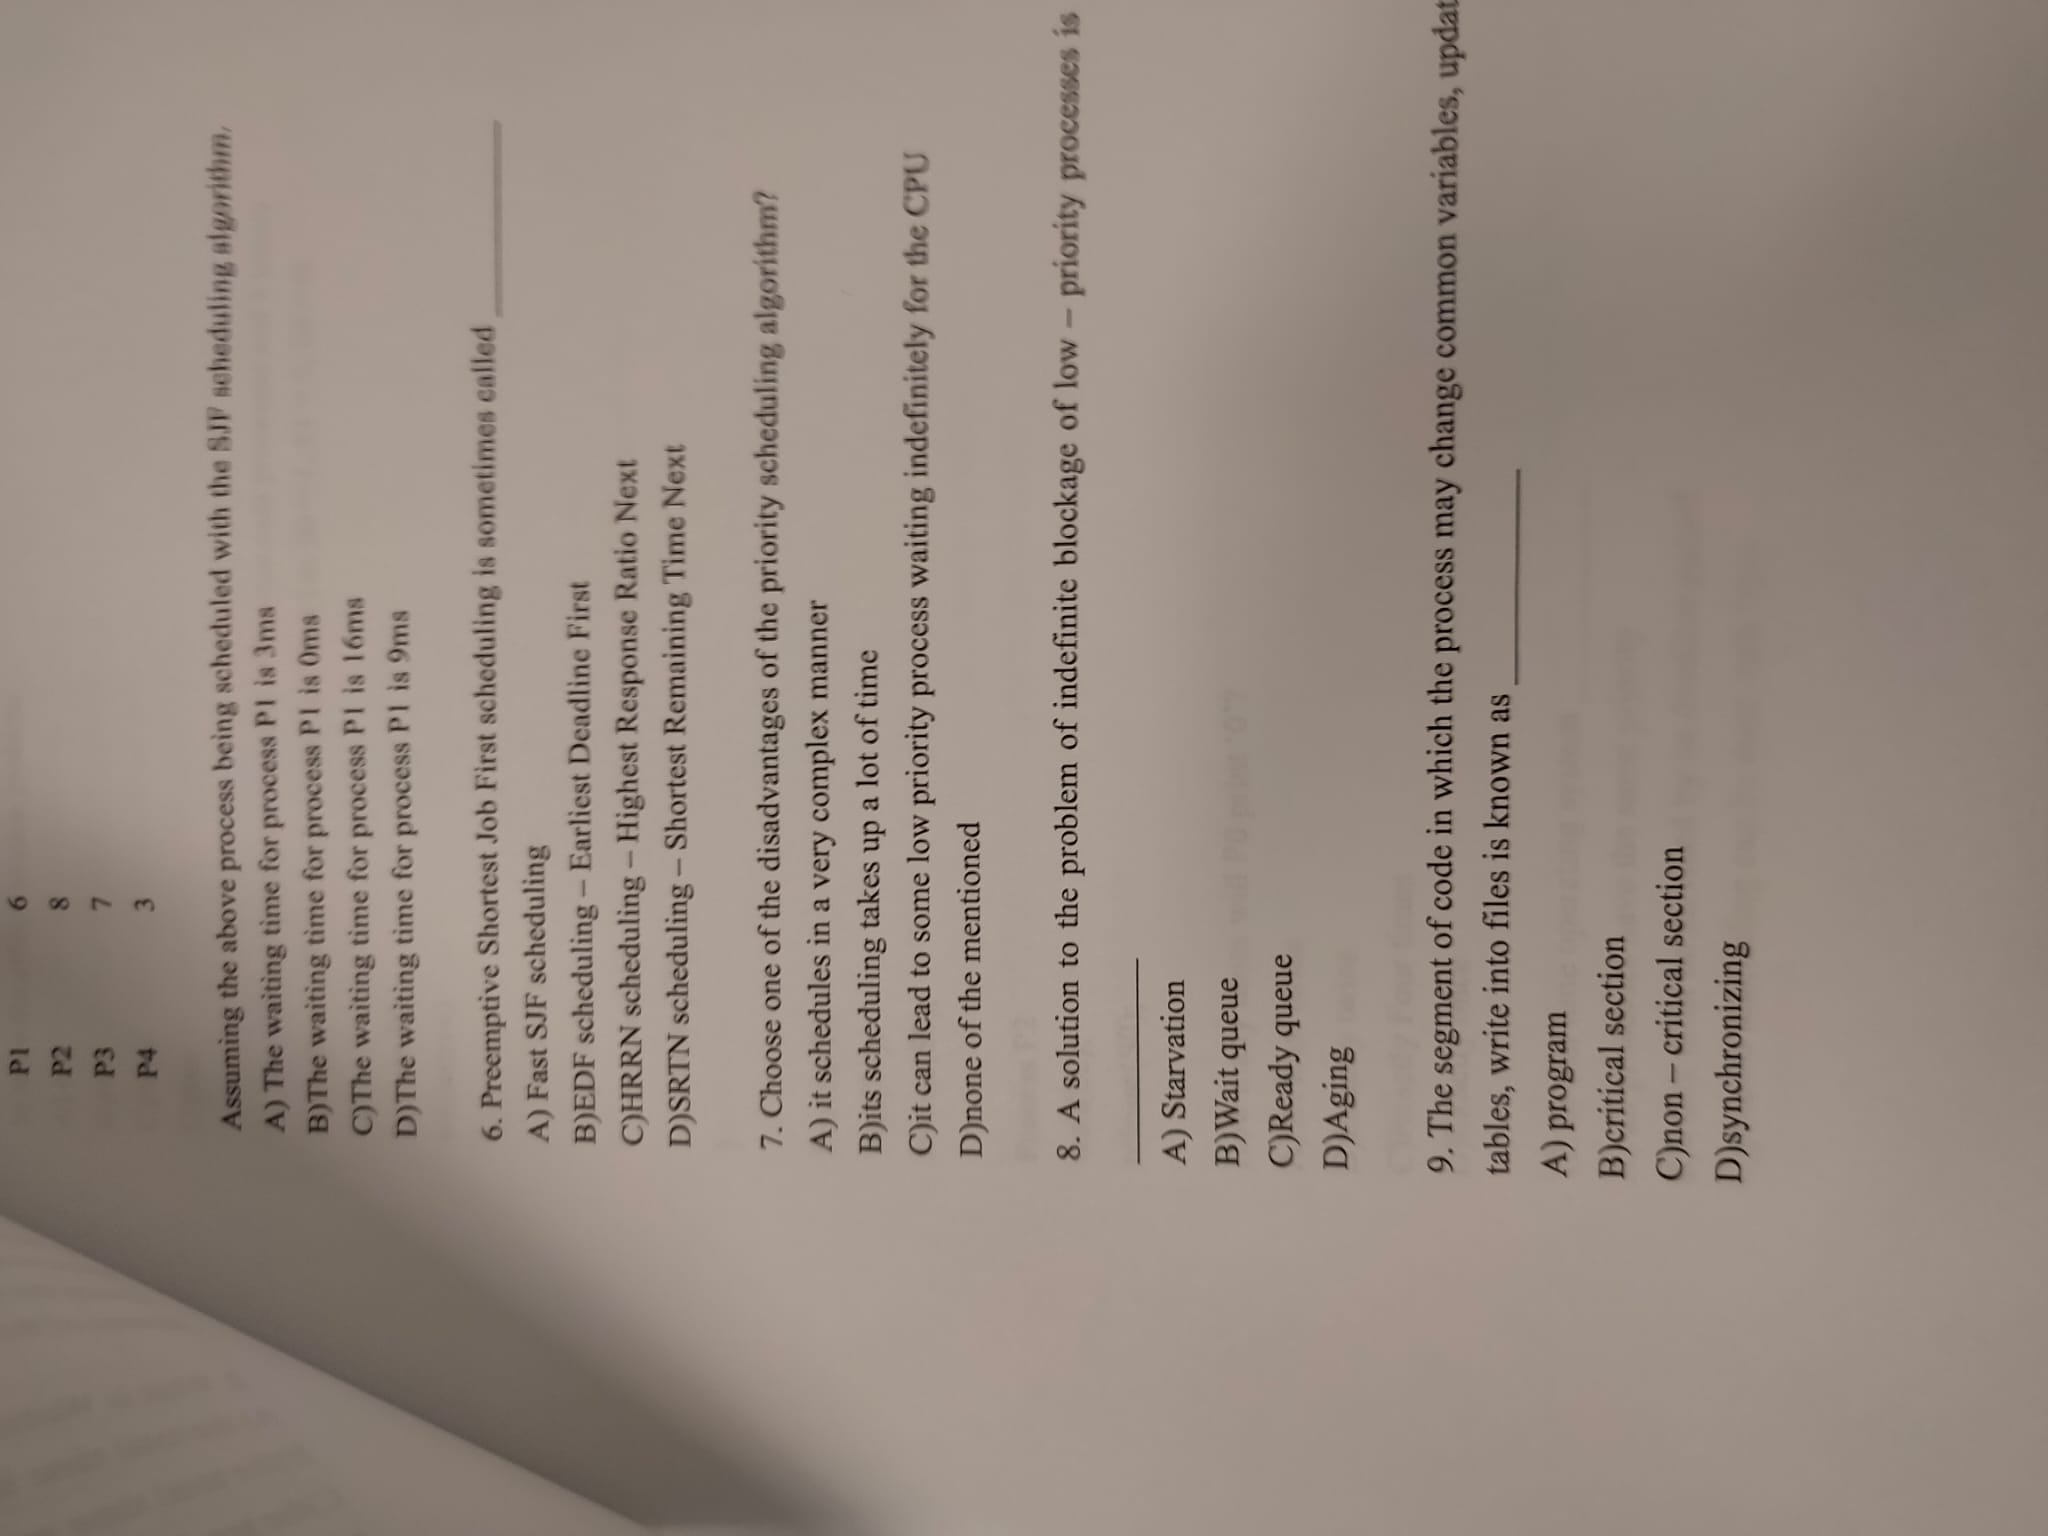 P1 6
P2 8
P3 7
P4 3
Assuming the above process being scheduled with the SJF scheduling algorithm.
A) The waiting time for process P1 is 3ms
B)The waiting time for process P1 is 0ms
C)The waiting time for process P1 is 16ms
D)The waiting time for process P1 is 9ms
6. Preemptive Shortest Job First scheduling is sometimes called ____________
A) Fast SJF scheduling
B)EDF scheduling – Earliest Deadline First
C)HRRN scheduling – Highest Response Ratio Next
D)SRTN scheduling – Shortest Remaining Time Next
7. Choose one of the disadvantages of the priority scheduling algorithm?
A) it schedules in a very complex manner
B)its scheduling takes up a lot of time
C)it can lead to some low priority process waiting indefinitely for the CPU
D)none of the mentioned
8. A solution to the problem of indefinite blockage of low – priority processes is
____________
A) Starvation
B)Wait queue
C)Ready queue
D)Aging
9. The segment of code in which the process may change common variables, updat
tables, write into files is known as ____________
A) program
B)critical section
C)non – critical section
D)synchronizing